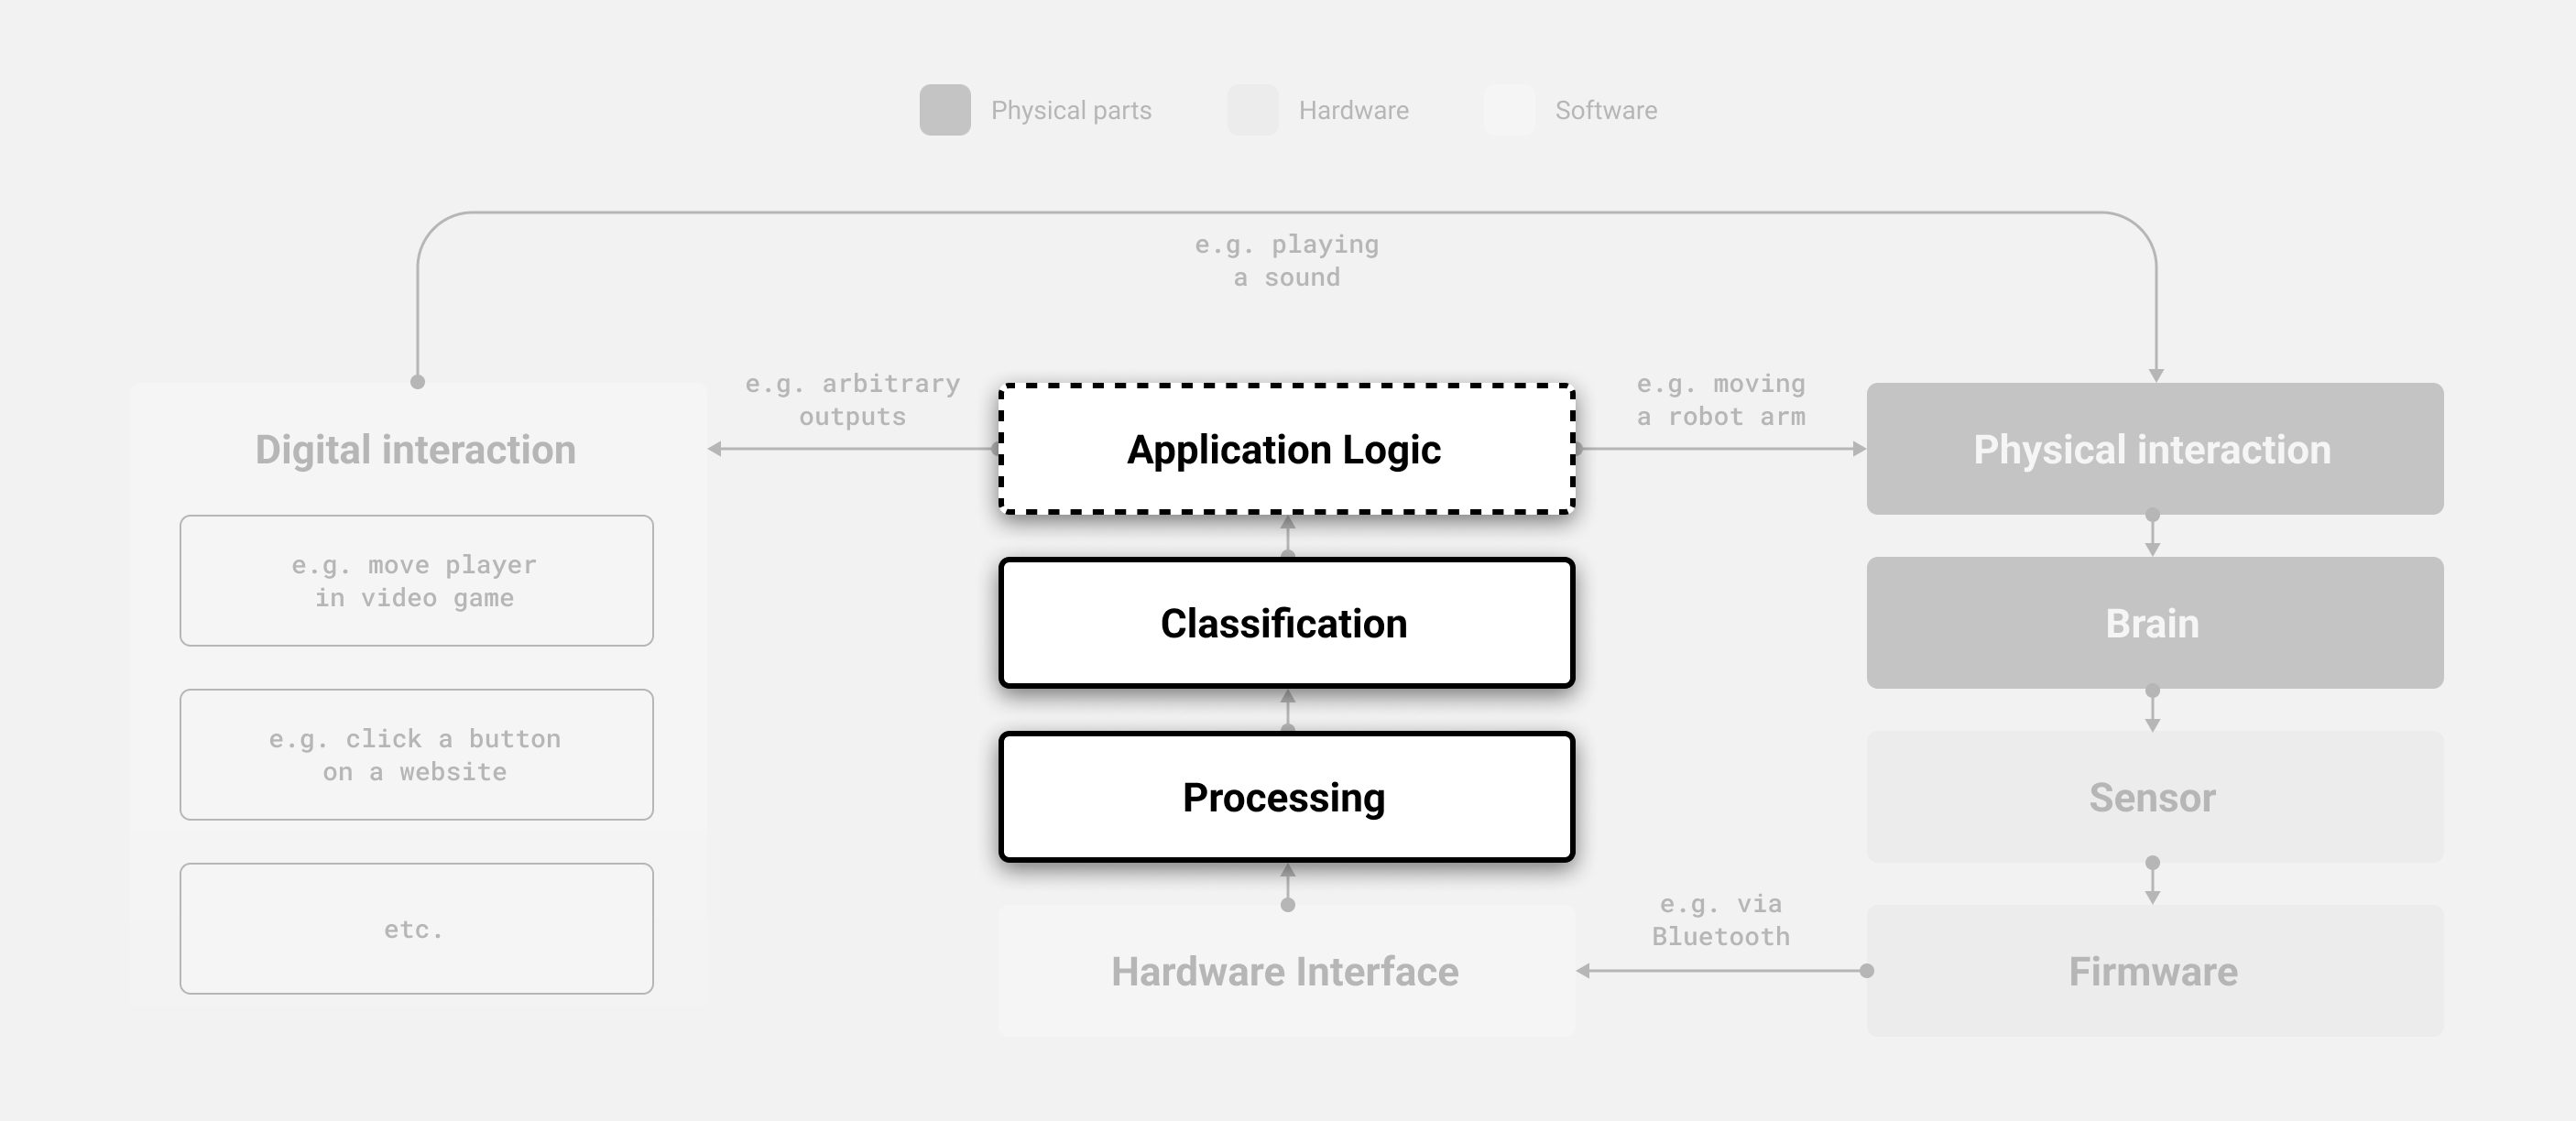 Physical parts
Hardware
Software
e.g. playing
a sound
e.g. arbitrary
outputs
e.g. moving
a robot arm
Digital interaction
Application Logic
Physical interaction
e.g. move player
in video game
Classification
Brain
e.g. click a button
on a website
Processing
Sensor
etc.
e.g. via
Bluetooth
Hardware Interface
Firmware